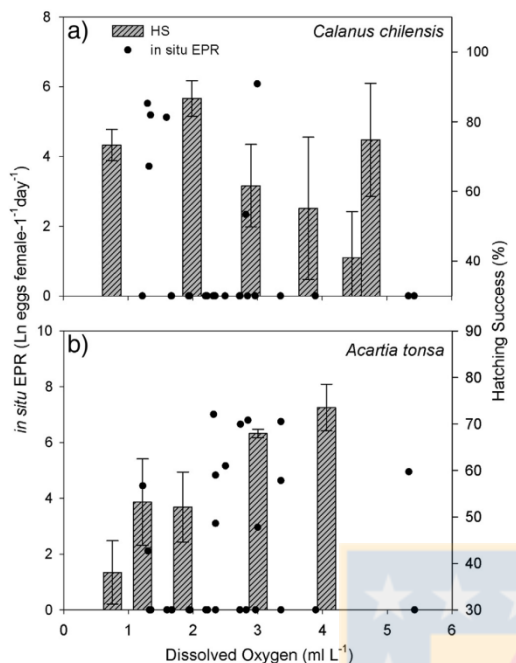 a)
HS
in situ EPR
Calanus chilensis
8
6
4
2
0
100
80
60
40
b)
Acartia tonsa
10
8
6
4
2
0
90
80
70
60
50
40
30
0 1 2 3 4 5 6
Dissolved Oxygen (ml L⁻¹)
in situ EPR (Ln eggs female-1⁻¹day⁻¹)
Hatching Success (%)